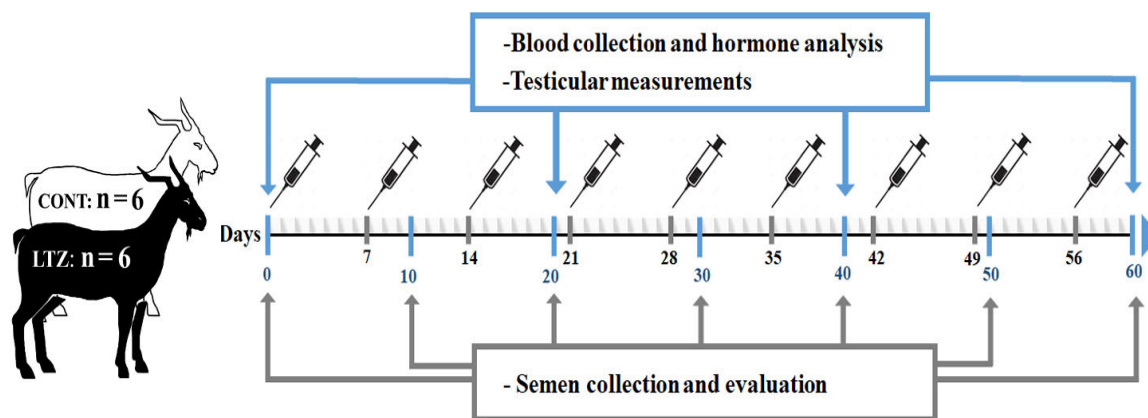 -Blood collection and hormone analysis
-Testicular measurements
CONT: n=6
LTZ: n=6
Days
7 14 21 28 35 42 49 56
0 10 20 30 40 50 60
- Semen collection and evaluation